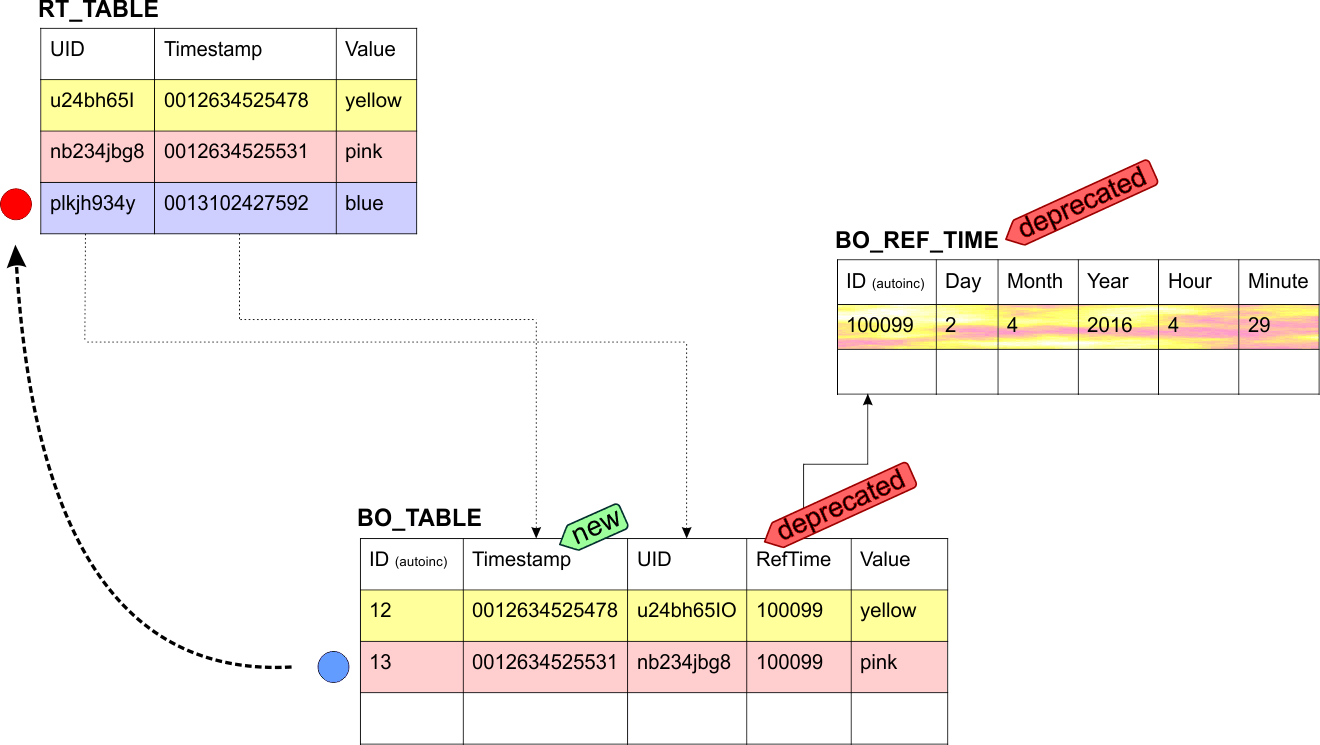 RT_TABLE
UID Timestamp Value
u24bh65I 0012634525478 yellow
nb234jbg8 0012634525531 pink
plkjh934y 0013102427592 blue
deprecated
BO_REF_TIME
ID (autoinc) Day Month Year Hour Minute
100099 2 4 2016 4 29
deprecated
new
BO_TABLE
ID (autoinc) Timestamp UID RefTime Value
12 0012634525478 u24bh65IO 100099 yellow
13 0012634525531 nb234jbg8 100099 pink